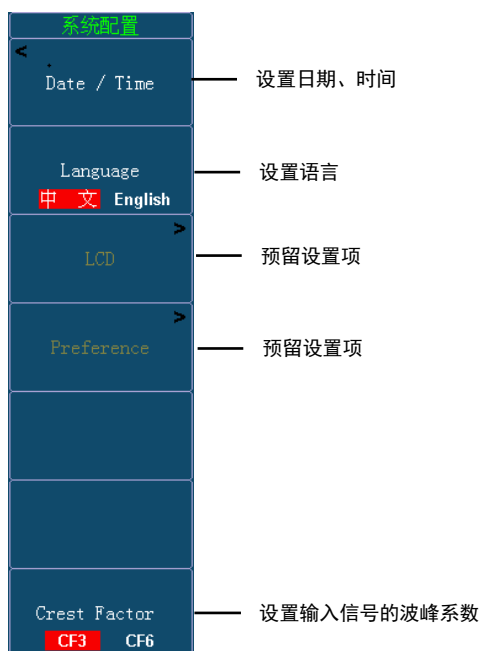 系统配置
<
Date / Time
设置日期、时间
Language
设置语言
中 文 English
>
LCD
预留设置项
>
Preference
预留设置项
Crest Factor
设置输入信号的波峰系数
CF3 CF6